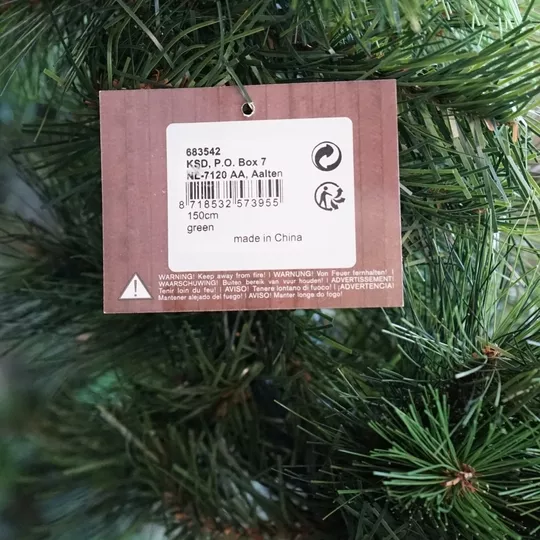 683542
KSD, P.O. Box 7
NL-7120 AA, Aalten
8 718532 573955
150cm
green
made in China
WARNING! Keep away from fire! | WARNUNG! Von Feuer fernhalten! |
WAARSCHUWING! Buiten bereik van vuur houden! | ADVERTISSEMENT!
Tenir loin du feu! | AVISO! Tenere lontano di fuoco! | ¡ADVERTENCIA!
Mantener alejado del fuego! | AVISO! Manter longe do fogo!